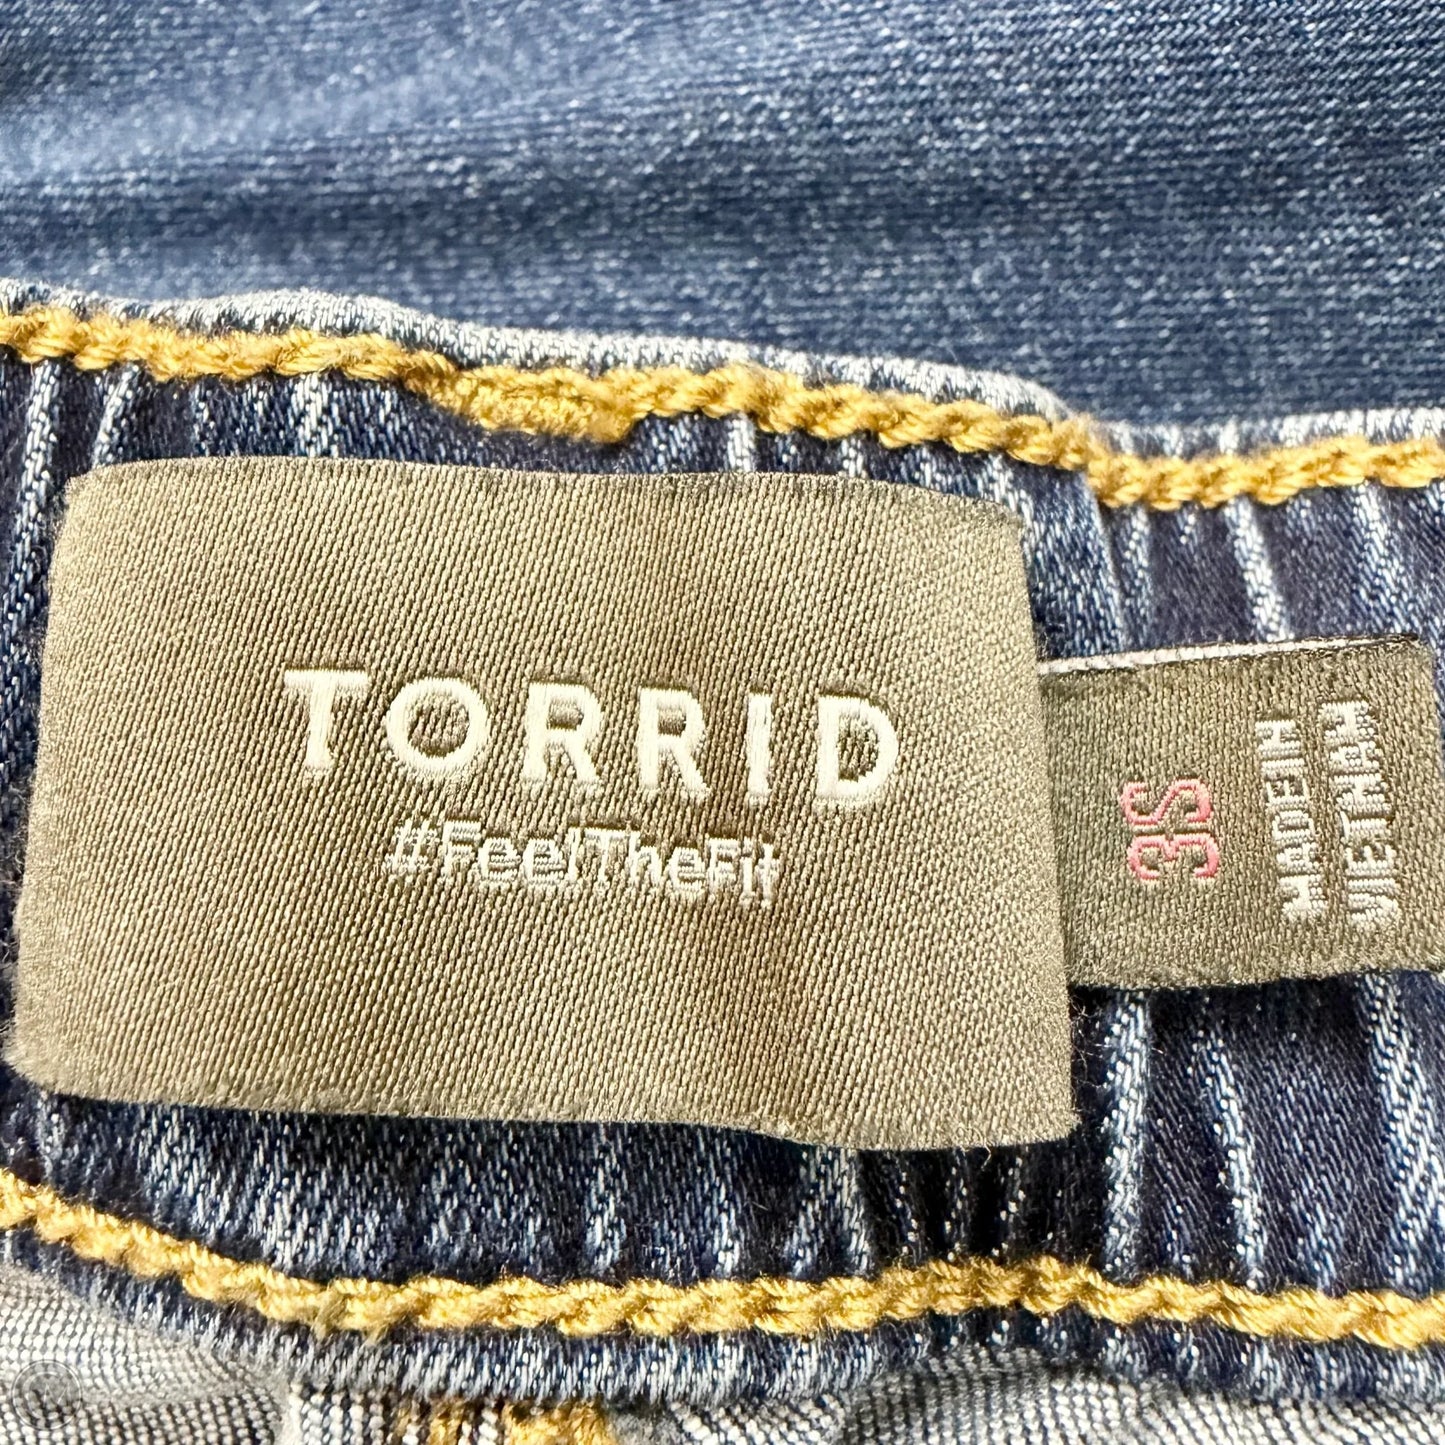 TORRID
#FeelTheFit
3S
MADE IN
VIETNAM